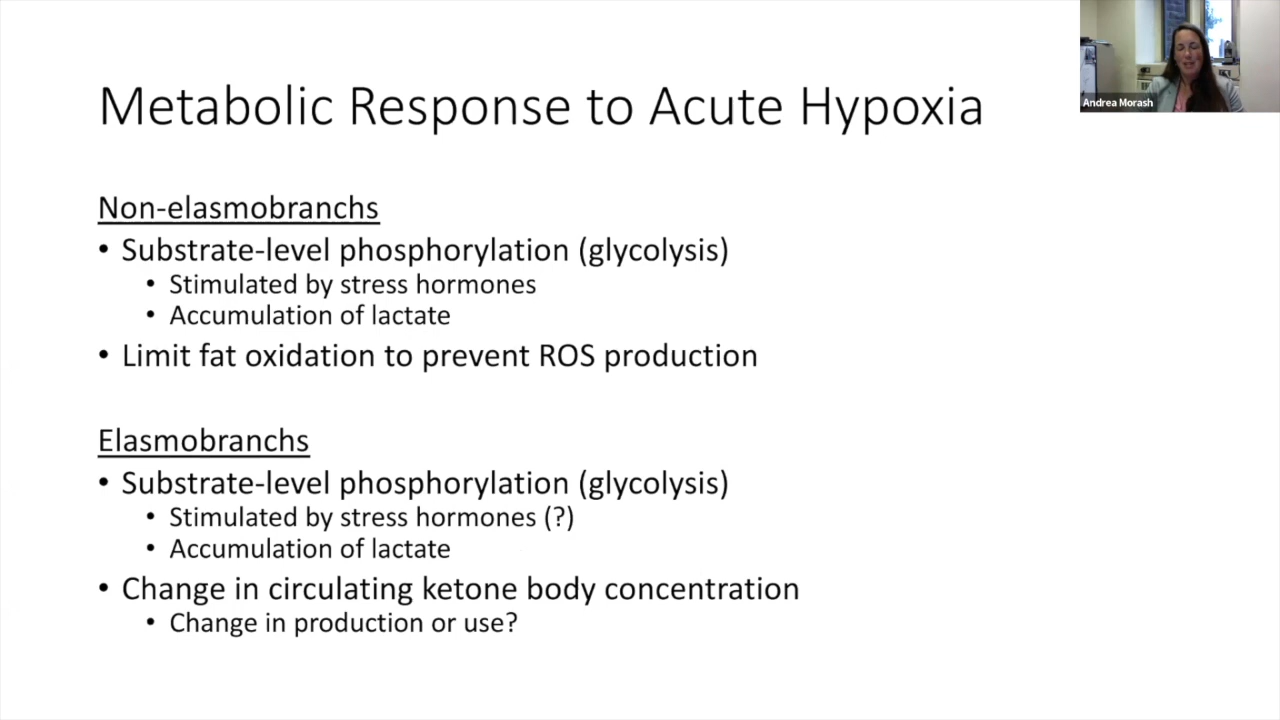 Metabolic Response to Acute Hypoxia
Andrea Morash
Non-elasmobranchs
• Substrate-level phosphorylation (glycolysis)
• Stimulated by stress hormones
• Accumulation of lactate
• Limit fat oxidation to prevent ROS production
Elasmobranchs
• Substrate-level phosphorylation (glycolysis)
• Stimulated by stress hormones (?)
• Accumulation of lactate
• Change in circulating ketone body concentration
• Change in production or use?